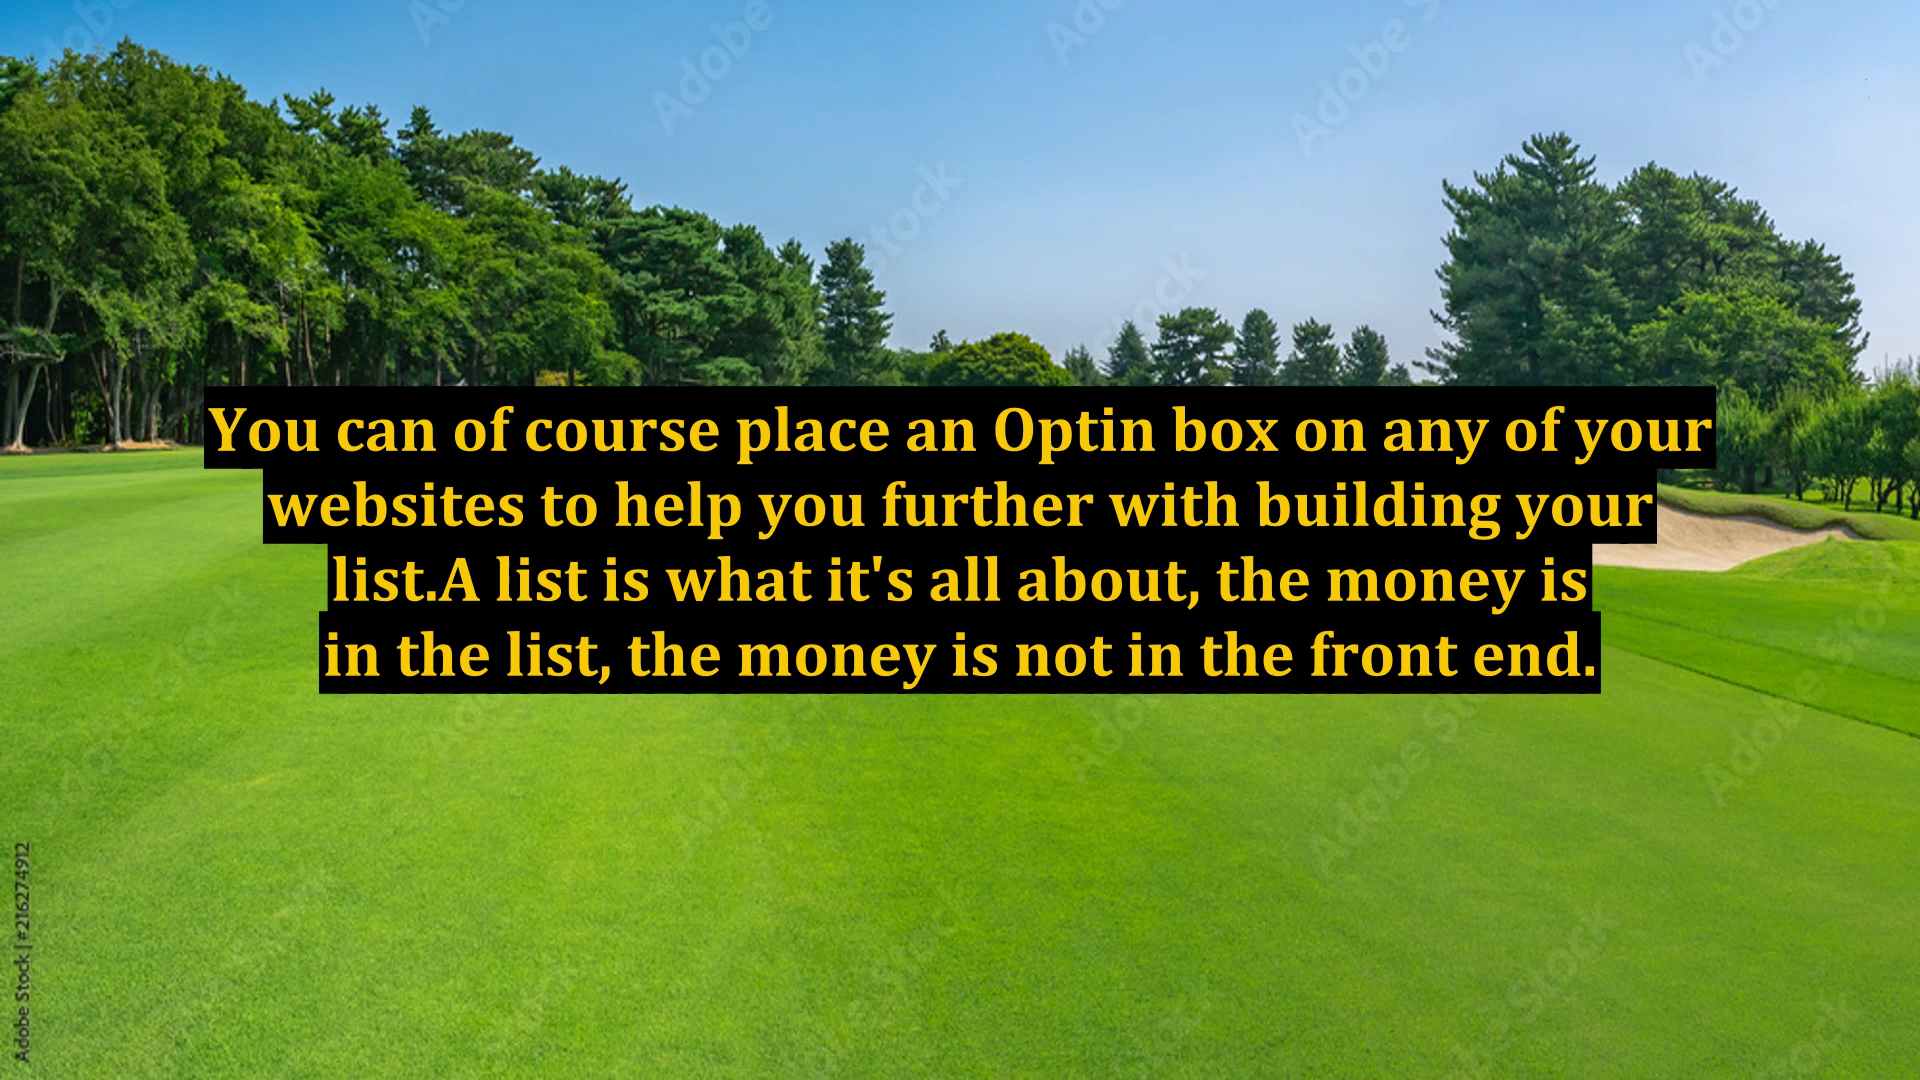 You can of course place an Optin box on any of your
websites to help you further with building your
list.A list is what it's all about, the money is
in the list, the money is not in the front end.
Adobe Stock | #216274912
Adobe Stock